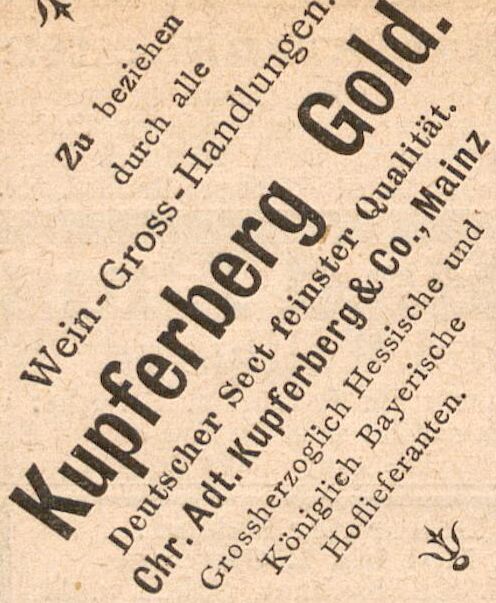 Zu beziehen
durch alle
Wein-Gross-Handlungen.
Kupferberg Gold.
Deutscher Sect feinster Qualität.
Chr. Adt. Kupferberg & Co., Mainz
Grossherzoglich Hessische und
Königlich Bayerische
Hoflieferanten.